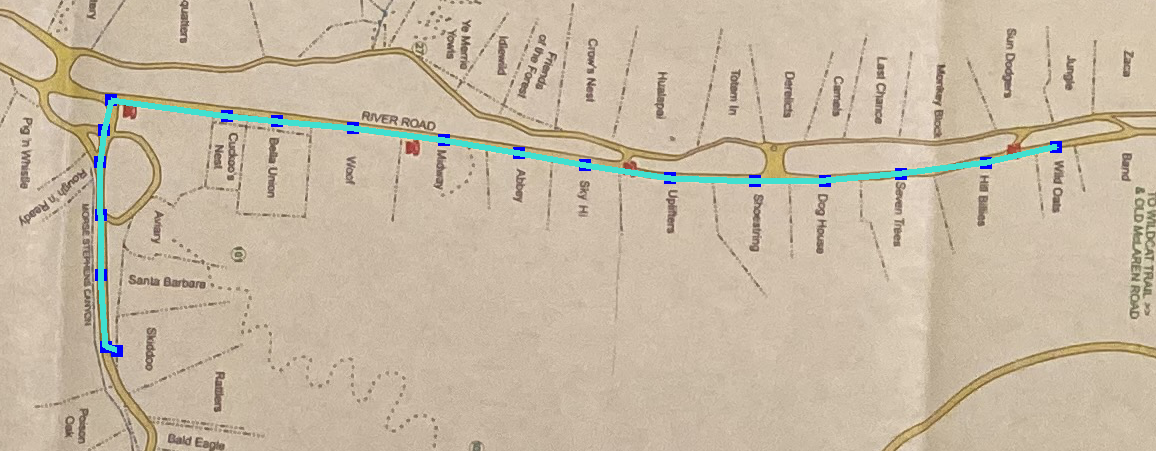 quatters
Ye Merrie
Yowls
Idlewild
Friends
of the Forest
Crow's Nest
Hualapai
Totem In
Derelicts
Camels
Last Chance
Monkey Block
Sun Dodgers
Jungle
Zaca
27
RIVER ROAD
Pig 'n Whistle
Rough 'n Ready
Cuckoo's
Nest
Bella Union
Woof
Midway
Abbey
Sky Hi
Uplifters
Shoestring
Dog House
Seven Trees
Hill Billies
Wild Oats
Band
TO WILDCAT TRAIL >>
& OLD McLAREN ROAD
MORSE STEPHENS CANYON
Aviary
Santa Barbara
Skiddoo
Rattlers
Poison
Oak
Bald Eagle